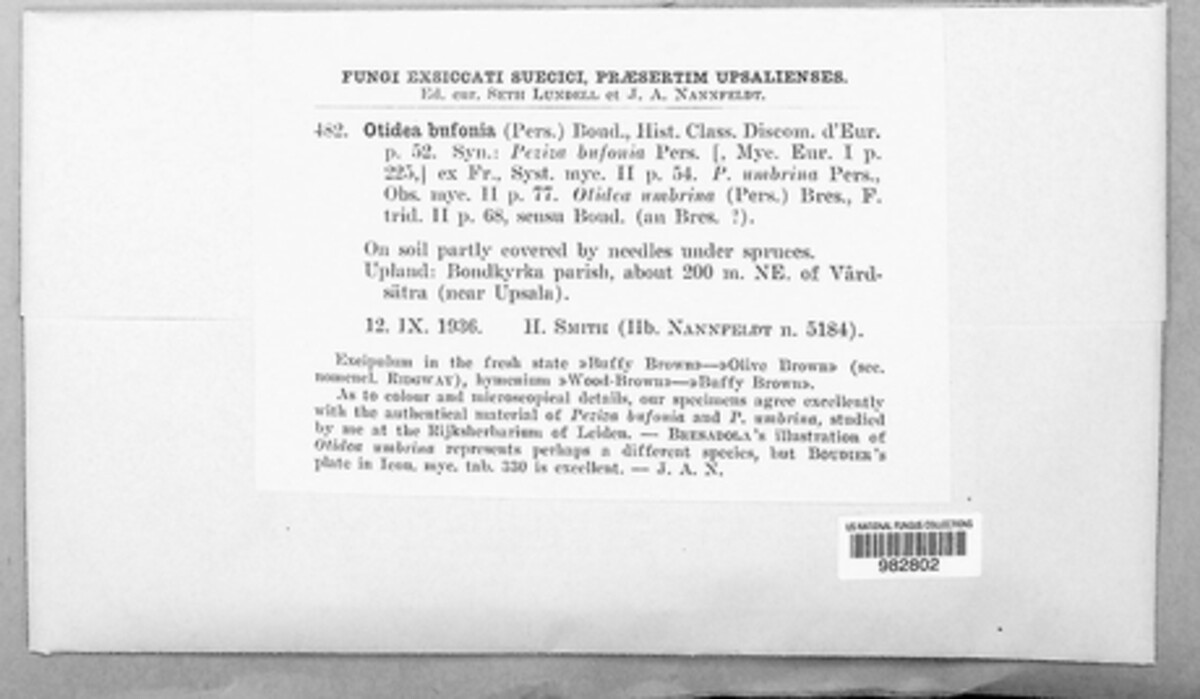 FUNGI EXSICCATI SUECICI, PRÆSERTIM UPSALIENSES.
Ed. cur. SETH LUNDELL et J. A. NANNFELDT.
482. Otidea bufonia (Pers.) Boud., Hist. Class. Discom. d'Eur.
p. 52. Syn.: Peziza bufonia Pers. [, Myc. Eur. I p.
225,] ex Fr., Syst. myc. II p. 54. P. umbrina Pers.,
Obs. myc. II p. 77. Otidea umbrina (Pers.) Bres., F.
trid. II p. 68, sensu Boud. (an Bres. ?).
On soil partly covered by needles under spruces.
Upland: Bondkyrka parish, about 200 m. NE. of Vård-
sätra (near Upsala).
12. IX. 1936. H. SMITH (Hb. NANNFELDT n. 5184).
Excipulum in the fresh state »Buffy Brown»—»Olive Brown» (sec.
nomencl. RIDGWAY), hymenium »Wood-Brown»—»Buffy Brown».
As to colour and microscopical details, our specimens agree excellently
with the authentical material of Peziza bufonia and P. umbrina, studied
by me at the Rijksherbarium of Leiden. — BRESADOLA's illustration of
Otidea umbrina represents perhaps a different species, but BOUDIER's
plate in Icon. myc. tab. 330 is excellent. — J. A. N.
US NATIONAL FUNGUS COLLECTIONS
982802